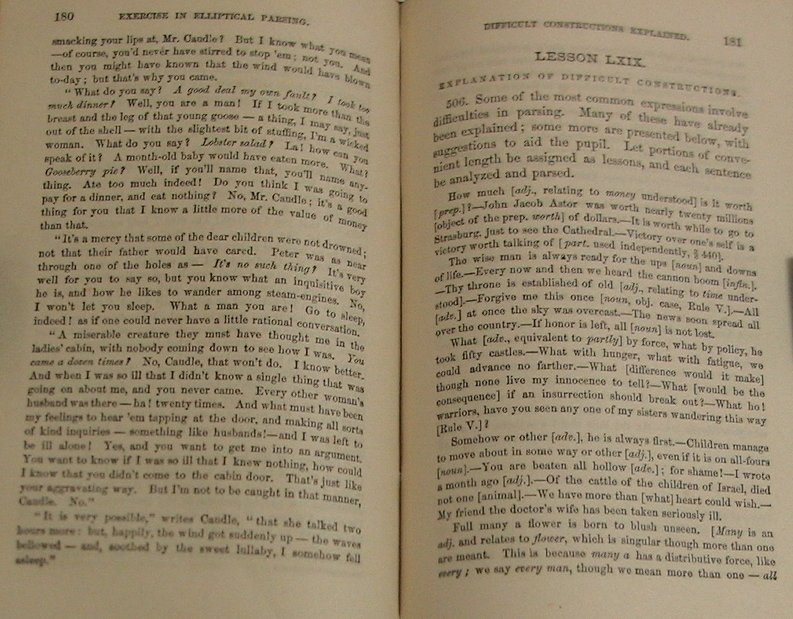 180 EXERCISE IN ELLIPTICAL PARSING.
smacking your lips at, Mr. Caudle? But I know what you mean
—of course, you'd never have stirred to stop 'em; not you. And
then you might have known that the wind would have blown
to-day; but that's why you came.
"What do you say? A good deal my own fault? I took too
much dinner? Well, you are a man! If I took more than the
breast and the leg of that young goose — a thing, I may say, just
out of the shell — with the slightest bit of stuffing, I'm a wicked
woman. What do you say? Lobster salad? La! how can you
speak of it? A month-old baby would have eaten more. What?
Gooseberry pie? Well, if you'll name that, you'll name any-
thing. Ate too much indeed! Do you think I was going to
pay for a dinner, and eat nothing? No, Mr. Caudle; it's a good
thing for you that I know a little more of the value of money
than that.
"It's a mercy that some of the dear children were not drowned;
not that their father would have cared. Peter was as near
through one of the holes as — It's no such thing? It's very
well for you to say so, but you know what an inquisitive boy
he is, and how he likes to wander among steam-engines. No,
I won't let you sleep. What a man you are! Go to sleep,
indeed! as if one could never have a little rational conversation.
"A miserable creature they must have thought me in the
ladies' cabin, with nobody coming down to see how I was. You
came a dozen times? No, Caudle, that won't do. I know better.
And when I was so ill that I didn't know a single thing that was
going on about me, and you never came. Every other woman's
husband was there — ha! twenty times. And what must have been
my feelings to hear 'em tapping at the door, and making all sorts
of kind inquiries — something like husbands!—and I was left to
be ill alone! Yes, and you want to get me into an argument.
You want to know if I was so ill that I knew nothing, how could
I know that you didn't come to the cabin door. That's just like
your aggravating way. But I'm not to be caught in that manner,
Caudle. No."
"It is very possible," writes Caudle, "that she talked two
hours more: but, happily, the wind got suddenly up — the waves
bellowed — and, soothed by the sweet lullaby, I somehow fell
asleep."
DIFFICULT CONSTRUCTIONS EXPLAINED. 181
LESSON LXIX.
EXPLANATION OF DIFFICULT CONSTRUCTIONS.
506. Some of the most common expressions involve
difficulties in parsing. Many of these have already
been explained; some more are presented below, with
suggestions to aid the pupil. Let portions of conve-
nient length be assigned as lessons, and each sentence
be analyzed and parsed.
How much [adj., relating to money understood] is it worth
[prep.]?—John Jacob Astor was worth nearly twenty millions
[object of the prep. worth] of dollars.—It is worth while to go to
Strasburg, just to see the Cathedral.—Victory over one's self is a
victory worth talking of [part. used independently, § 440].
The wise man is always ready for the ups [noun] and downs
of life.—Every now and then we heard the cannon boom [infin.].
—Thy throne is established of old [adj., relating to time under-
stood].—Forgive me this once [noun, obj. case, Rule V.].—All
[adv.] at once the sky was overcast.—The news soon spread all
over the country.—If honor is left, all [noun] is not lost.
What [adv., equivalent to partly] by force, what by policy, he
took fifty castles.—What with hunger, what with fatigue, we
could advance no farther.—What [difference would it make]
though none live my innocence to tell?—What [would be the
consequence] if an insurrection should break out?—What ho!
warriors, have you seen any of my sisters wandering this way
[Rule V.]?
Somehow or other [adv.], he is always first.—Children manage
to move about in some way or other [adj.], even if it is on all-fours
[noun].—You are beaten all hollow [adv.]; for shame!—I wrote
a month ago [adj.].—Of the cattle of the children of Israel, died
not one [animal].—We have more than [what] heart could wish.—
My friend the doctor's wife has been taken seriously ill.
Full many a flower is born to blush unseen. [Many is an
adj. and relates to flower, which is singular though more than one
are meant. This is because many a has a distributive force, like
every; we say every man, though we mean more than one — all